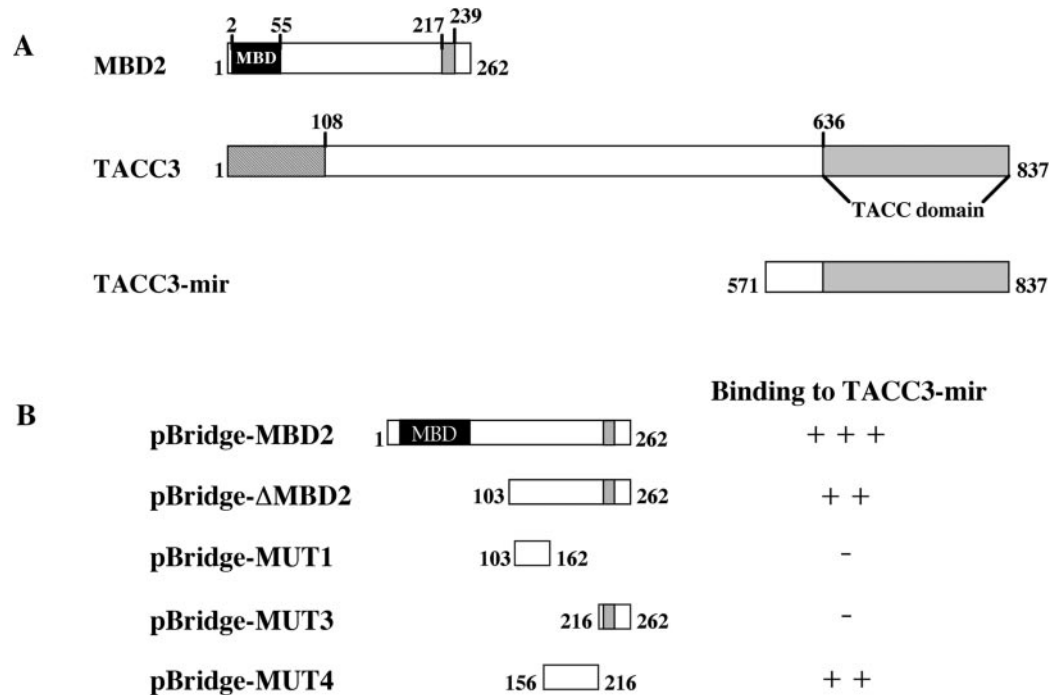 A
2 55 217 239
MBD2 1 MBD 262
108 636
TACC3 1 837
TACC domain
TACC3-mir 571 837
B
Binding to TACC3-mir
pBridge-MBD2 1 MBD 262 + + +
pBridge-ΔMBD2 103 262 + +
pBridge-MUT1 103 162 -
pBridge-MUT3 216 262 -
pBridge-MUT4 156 216 + +